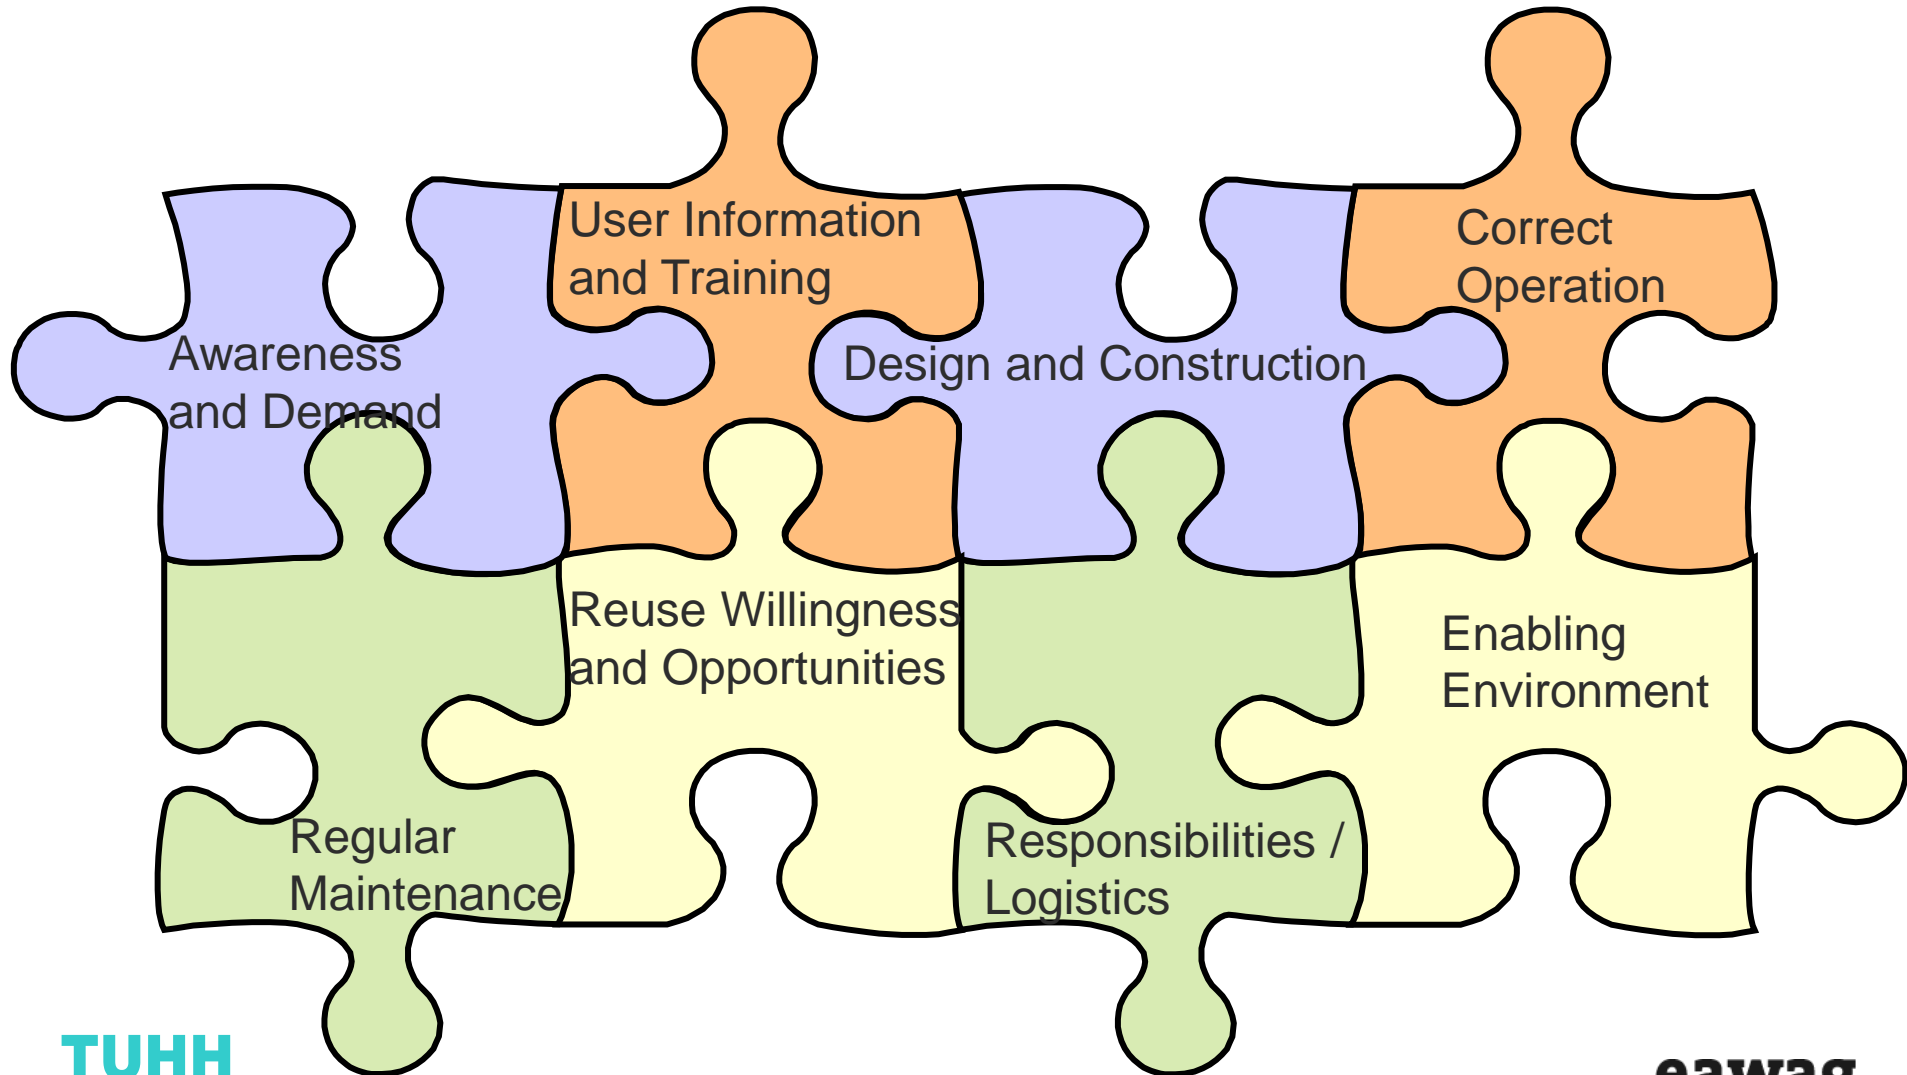 User Information
and Training
Correct
Operation
Awareness
and Demand
Design and Construction
Reuse Willingness
and Opportunities
Enabling
Environment
Regular
Maintenance
Responsibilities /
Logistics
TUHH
eawag